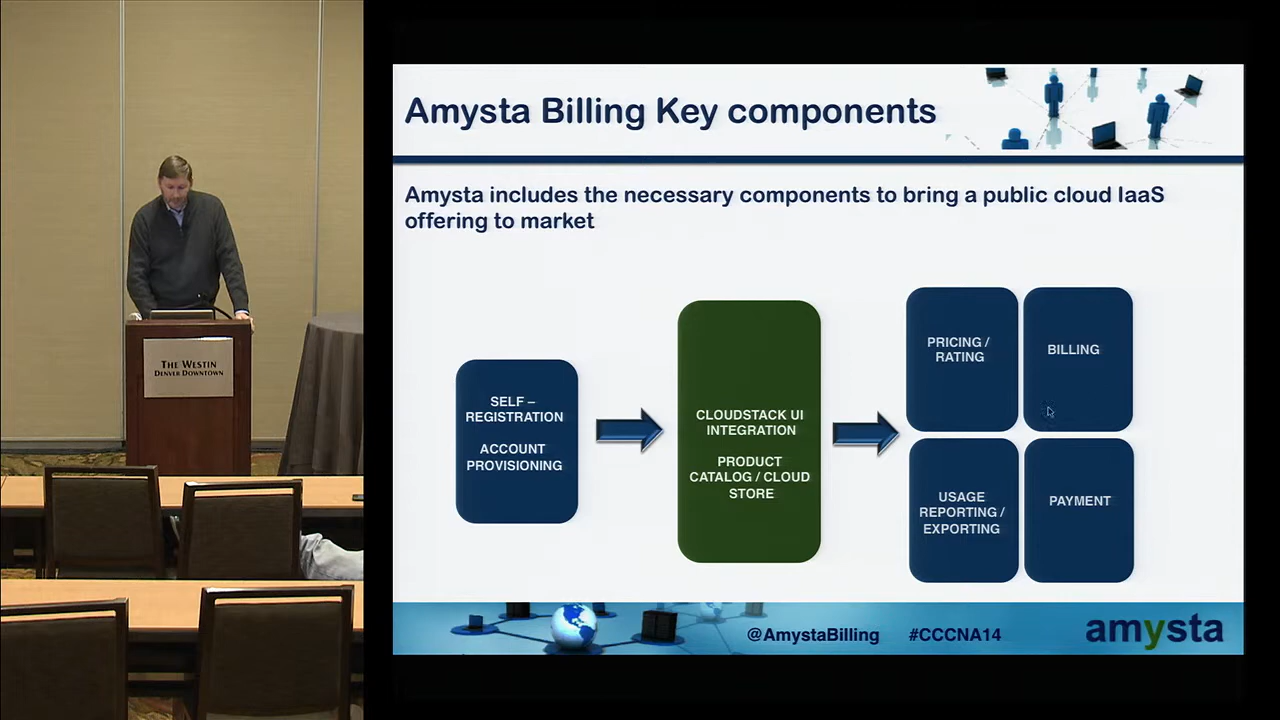 THE WESTIN
DENVER DOWNTOWN
Amysta Billing Key components
Amysta includes the necessary components to bring a public cloud IaaS
offering to market
SELF –
REGISTRATION
ACCOUNT
PROVISIONING
CLOUDSTACK UI
INTEGRATION
PRODUCT
CATALOG / CLOUD
STORE
PRICING /
RATING
BILLING
USAGE
REPORTING /
EXPORTING
PAYMENT
@AmystaBilling #CCCNA14
amysta